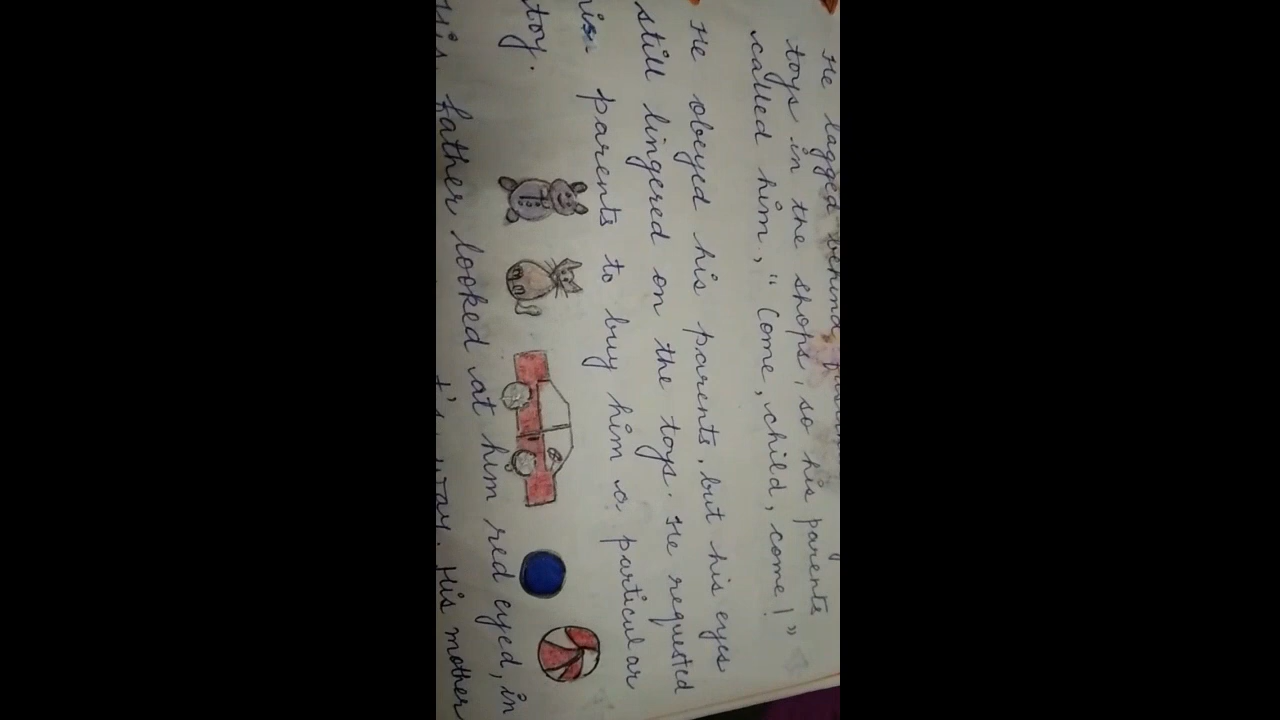 He lagged behind
toys in the shops, so his parents
called him, " Come, child, come! "
He obeyed his parents, but his eyes
still lingered on the toys. He requested
his parents to buy him a particular
toy.
His father looked at him red eyed, in
way. His mother